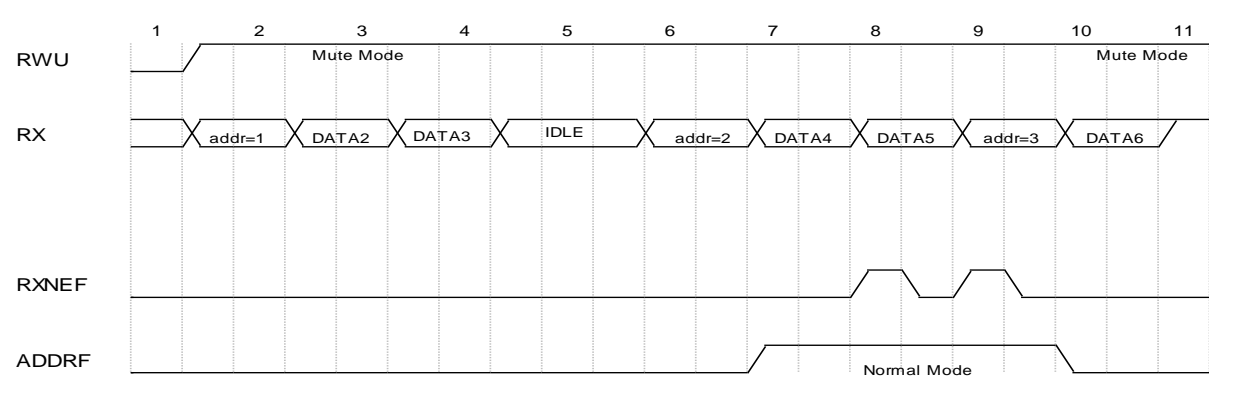 1 2 3 4 5 6 7 8 9 10 11
RWU Mute Mode Mute Mode
RX addr=1 DATA2 DATA3 IDLE addr=2 DATA4 DATA5 addr=3 DATA6
RXNEF
ADDRF Normal Mode